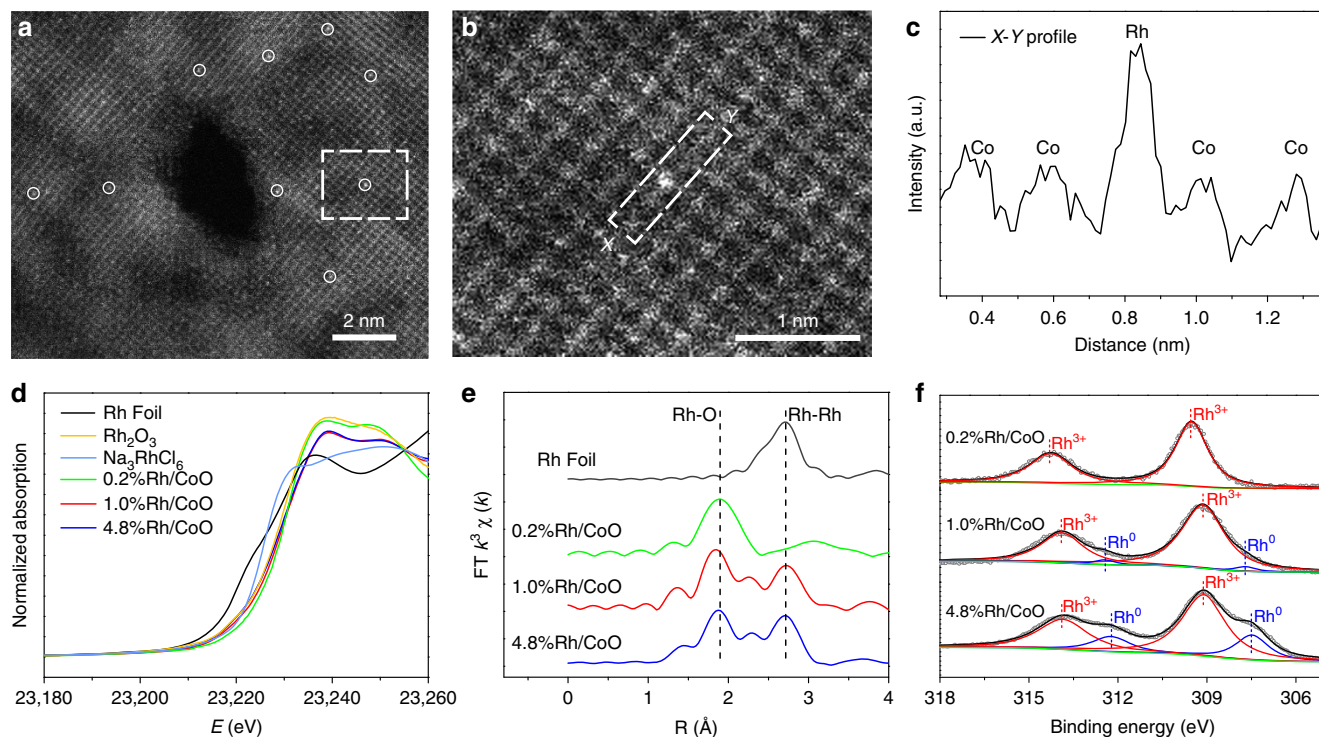 a
2 nm
b
X
Y
1 nm
c
X-Y profile
Rh
Co
Co
Co
Co
Intensity (a.u.)
0.4
0.6
0.8
1.0
1.2
Distance (nm)
d
Rh Foil
Rh₂O₃
Na₃RhCl₆
0.2%Rh/CoO
1.0%Rh/CoO
4.8%Rh/CoO
Normalized absorption
23,180
23,200
23,220
23,240
23,260
E (eV)
e
Rh-O
Rh-Rh
Rh Foil
0.2%Rh/CoO
1.0%Rh/CoO
4.8%Rh/CoO
FT k³ χ (k)
0
1
2
3
4
R (Å)
f
0.2%Rh/CoO
Rh³⁺
Rh³⁺
1.0%Rh/CoO
Rh³⁺
Rh⁰
Rh³⁺
Rh⁰
4.8%Rh/CoO
Rh³⁺
Rh⁰
Rh³⁺
Rh⁰
318
315
312
309
306
Binding energy (eV)